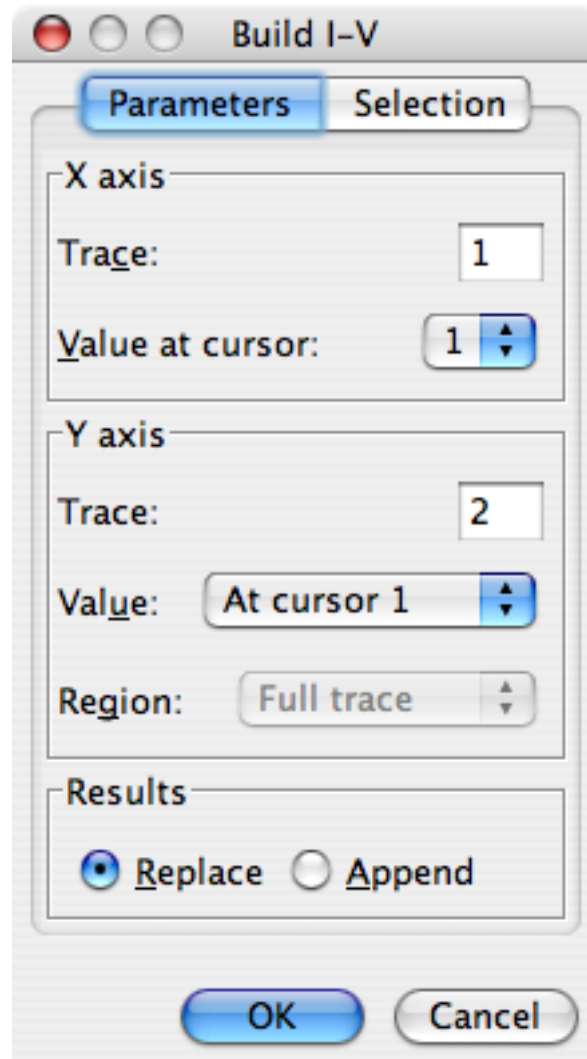 Build I-V
Parameters Selection
X axis
Trace: 1
Value at cursor: 1
Y axis
Trace: 2
Value: At cursor 1
Region: Full trace
Results
Replace Append
OK Cancel